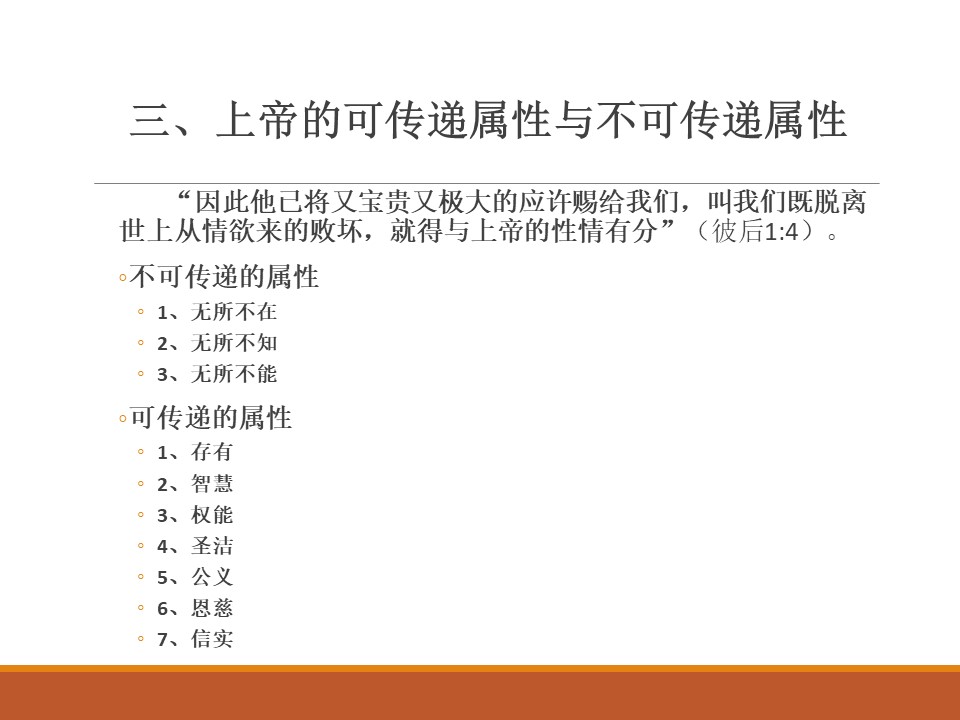 三、上帝的可传递属性与不可传递属性
“因此他已将又宝贵又极大的应许赐给我们，叫我们既脱离
世上从情欲来的败坏，就得与上帝的性情有分”（彼后1:4）。
◦不可传递的属性
◦ 1、无所不在
◦ 2、无所不知
◦ 3、无所不能
◦可传递的属性
◦ 1、存有
◦ 2、智慧
◦ 3、权能
◦ 4、圣洁
◦ 5、公义
◦ 6、恩慈
◦ 7、信实